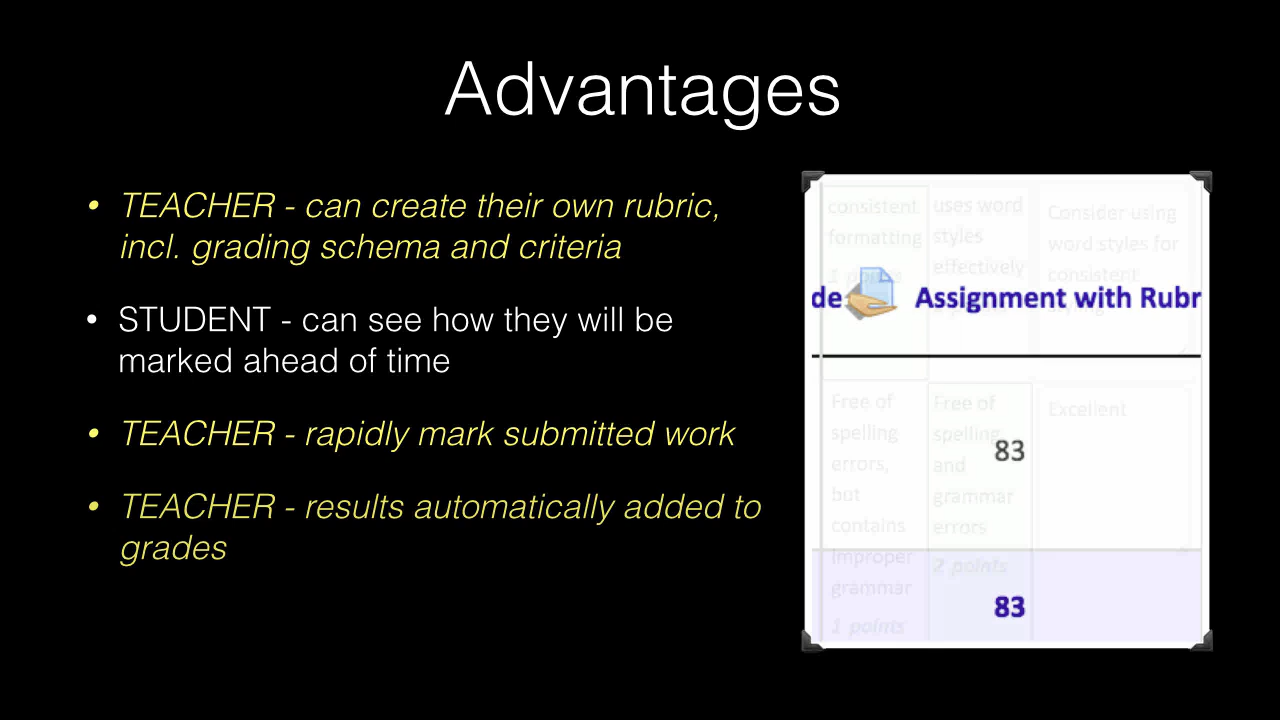 Advantages
• TEACHER - can create their own rubric,
incl. grading schema and criteria
• STUDENT - can see how they will be
marked ahead of time
• TEACHER - rapidly mark submitted work
• TEACHER - results automatically added to
grades
consistent
formatting
1 points
uses word
styles
effectively
Consider using
word styles for
consistent
de
Assignment with Rubr
Free of
spelling
errors,
but
contains
improper
grammar
1 points
Free of
spelling
and
grammar
errors
2 points
Excellent
83
83